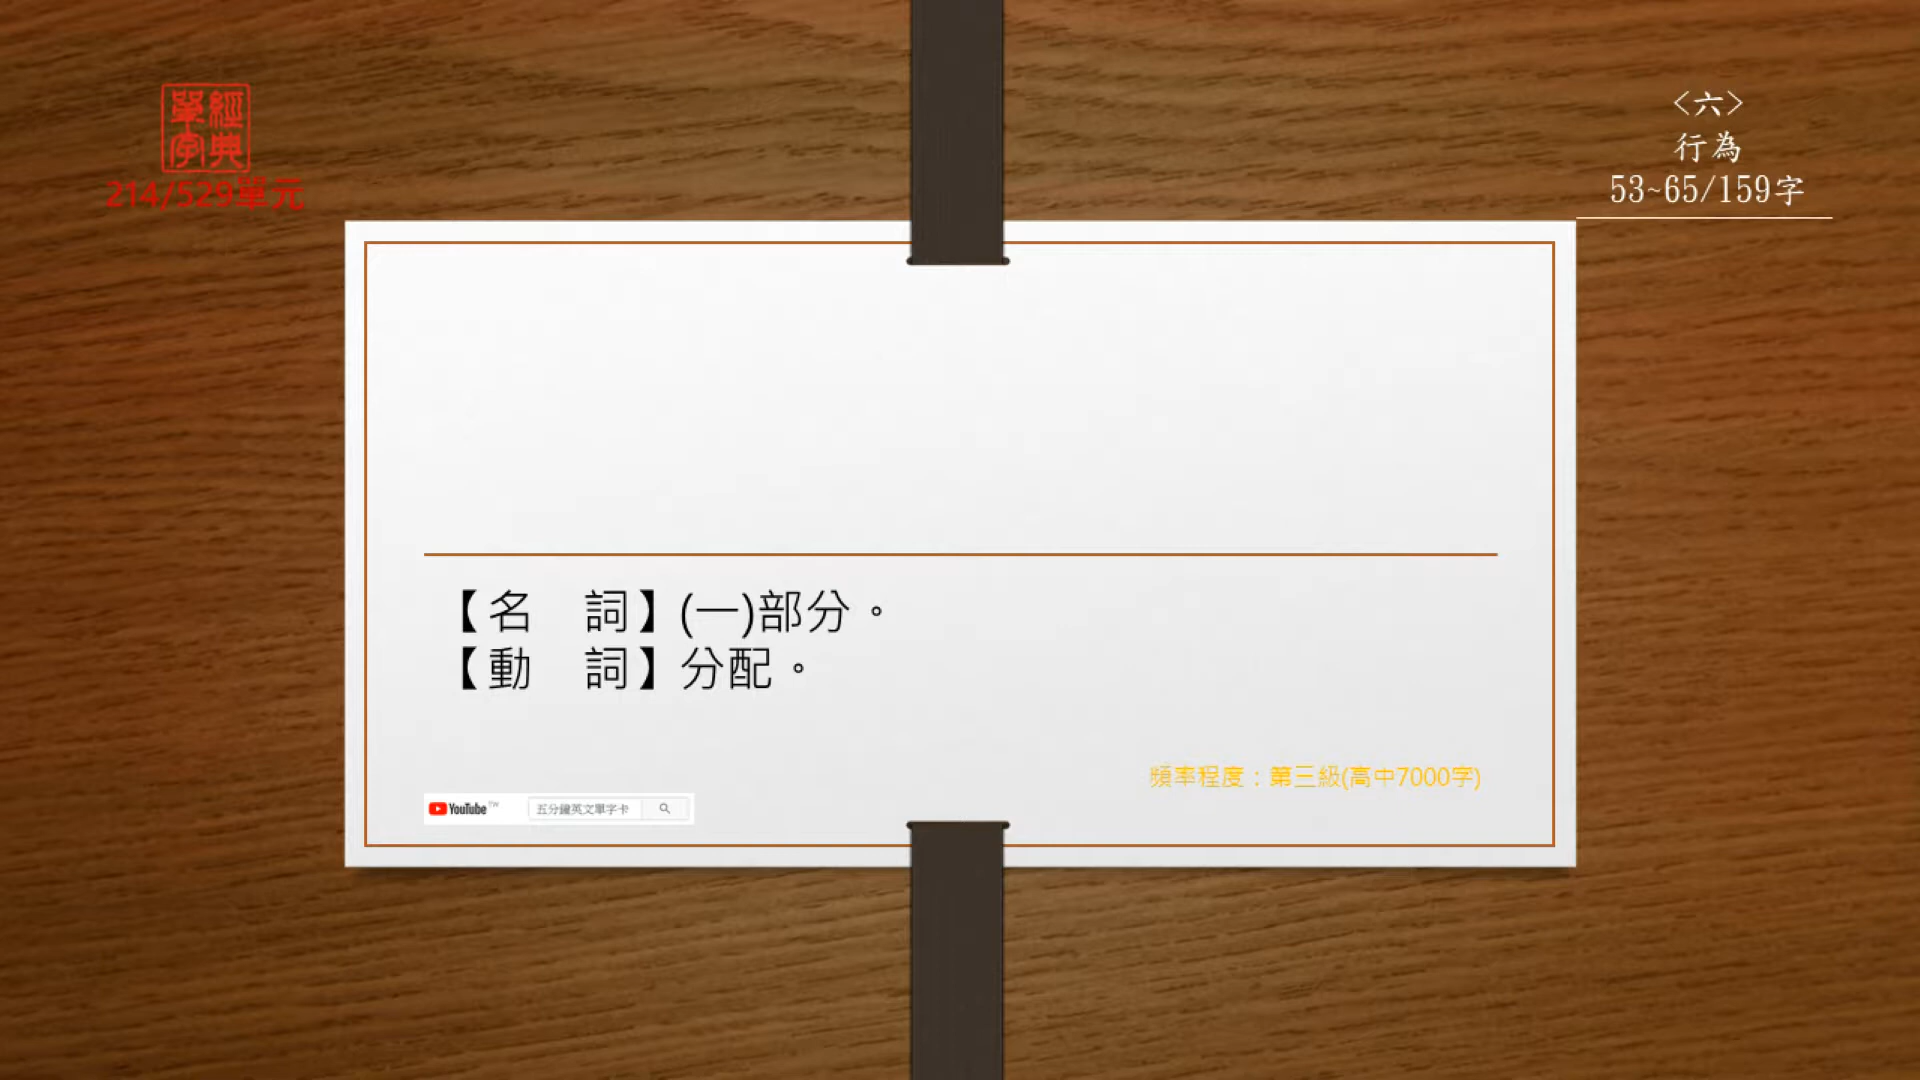 經典
單字
214/529單元
<六>
行為
53~65/159字
【名　詞】(一)部分。
【動　詞】分配。
頻率程度：第三級(高中7000字)
YouTube TW
五分鐘英文單字卡